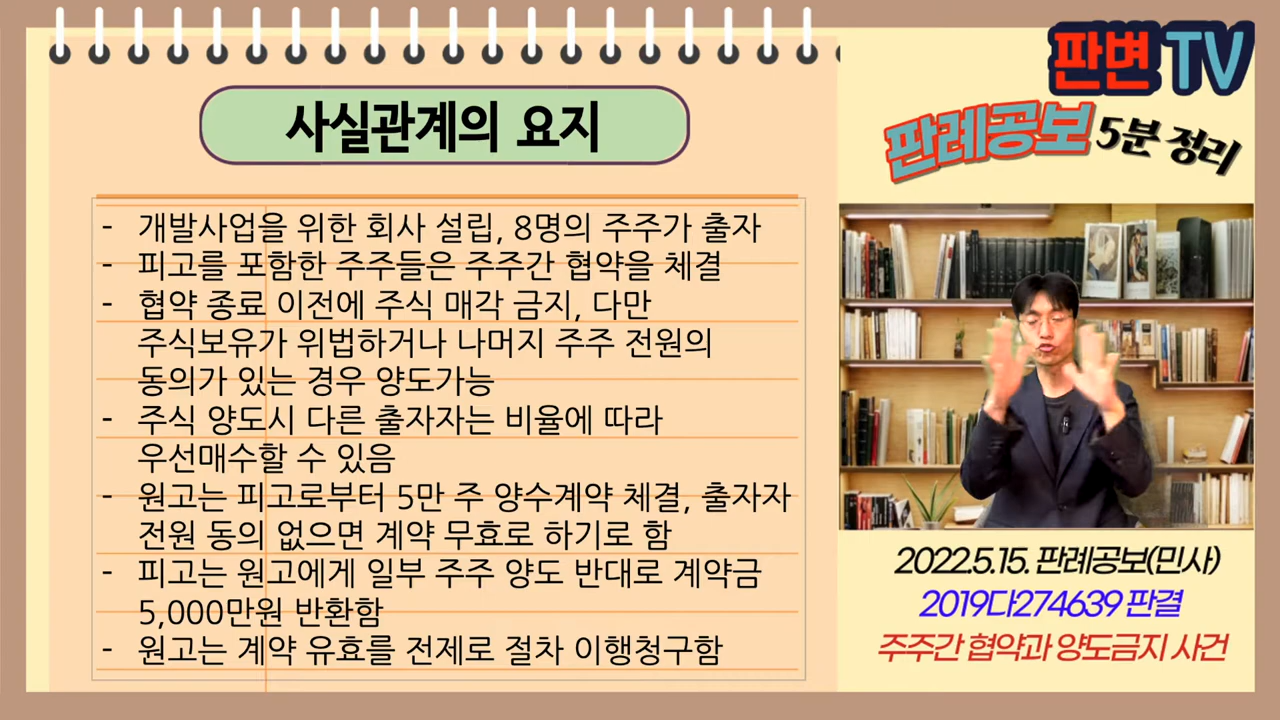 사실관계의 요지
- 개발사업을 위한 회사 설립, 8명의 주주가 출자
- 피고를 포함한 주주들은 주주간 협약을 체결
- 협약 종료 이전에 주식 매각 금지, 다만
주식보유가 위법하거나 나머지 주주 전원의
동의가 있는 경우 양도가능
- 주식 양도시 다른 출자자는 비율에 따라
우선매수할 수 있음
- 원고는 피고로부터 5만 주 양수계약 체결, 출자자
전원 동의 없으면 계약 무효로 하기로 함
- 피고는 원고에게 일부 주주 양도 반대로 계약금
5,000만원 반환함
- 원고는 계약 유효를 전제로 절차 이행청구함
판변 TV
판례공보 5분 정리
2022.5.15. 판례공보(민사)
2019다274639 판결
주주간 협약과 양도금지 사건